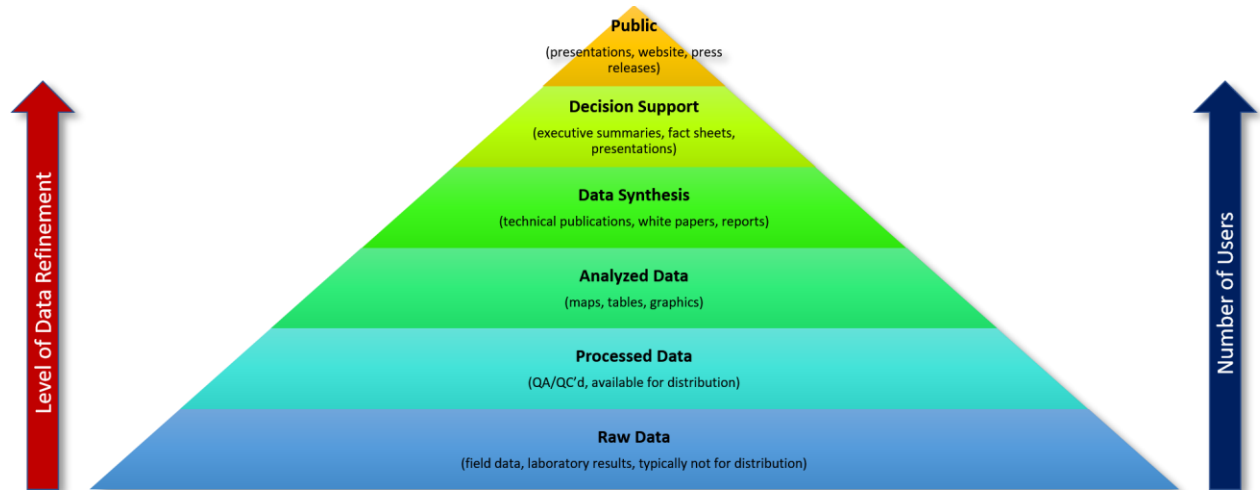 Public
(presentations, website, press
releases)
Decision Support
(executive summaries, fact sheets,
presentations)
Data Synthesis
(technical publications, white papers, reports)
Analyzed Data
(maps, tables, graphics)
Processed Data
(QA/QC’d, available for distribution)
Raw Data
(field data, laboratory results, typically not for distribution)
Level of Data Refinement
Number of Users